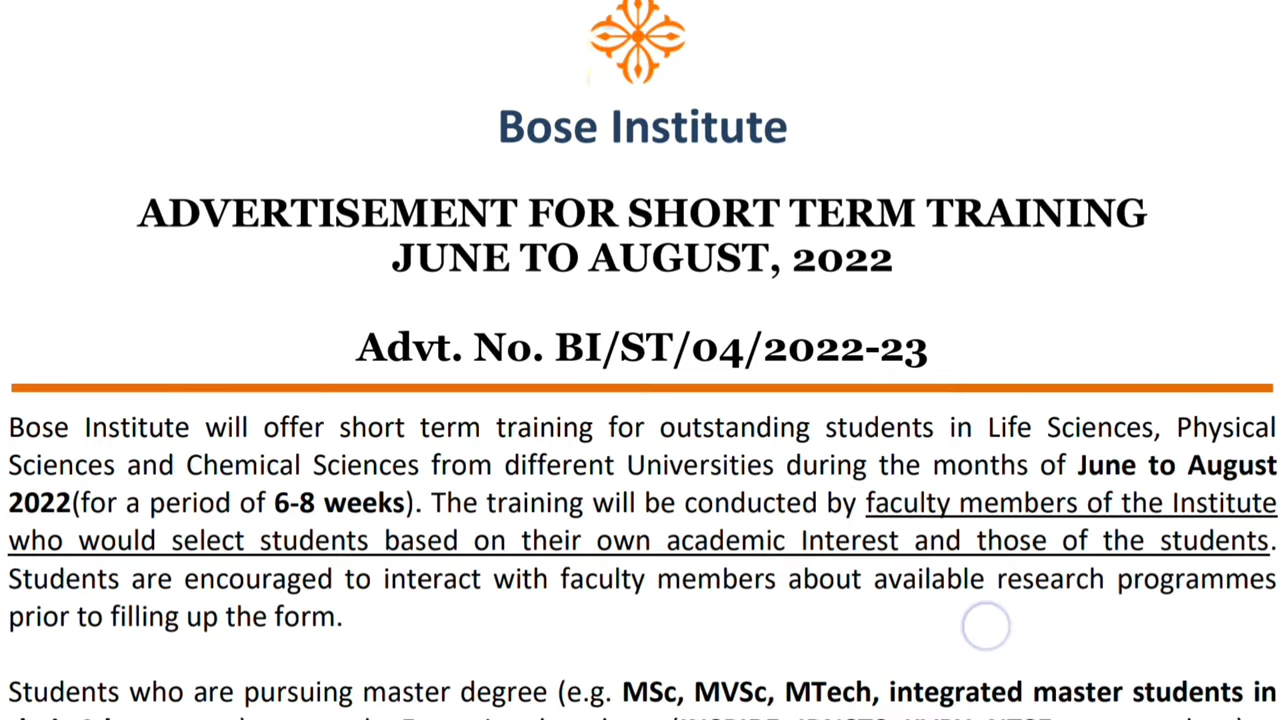 Bose Institute
ADVERTISEMENT FOR SHORT TERM TRAINING
JUNE TO AUGUST, 2022
Advt. No. BI/ST/04/2022-23
Bose Institute will offer short term training for outstanding students in Life Sciences, Physical
Sciences and Chemical Sciences from different Universities during the months of June to August
2022(for a period of 6-8 weeks). The training will be conducted by faculty members of the Institute
who would select students based on their own academic Interest and those of the students.
Students are encouraged to interact with faculty members about available research programmes
prior to filling up the form.
Students who are pursuing master degree (e.g. MSc, MVSc, MTech, integrated master students in